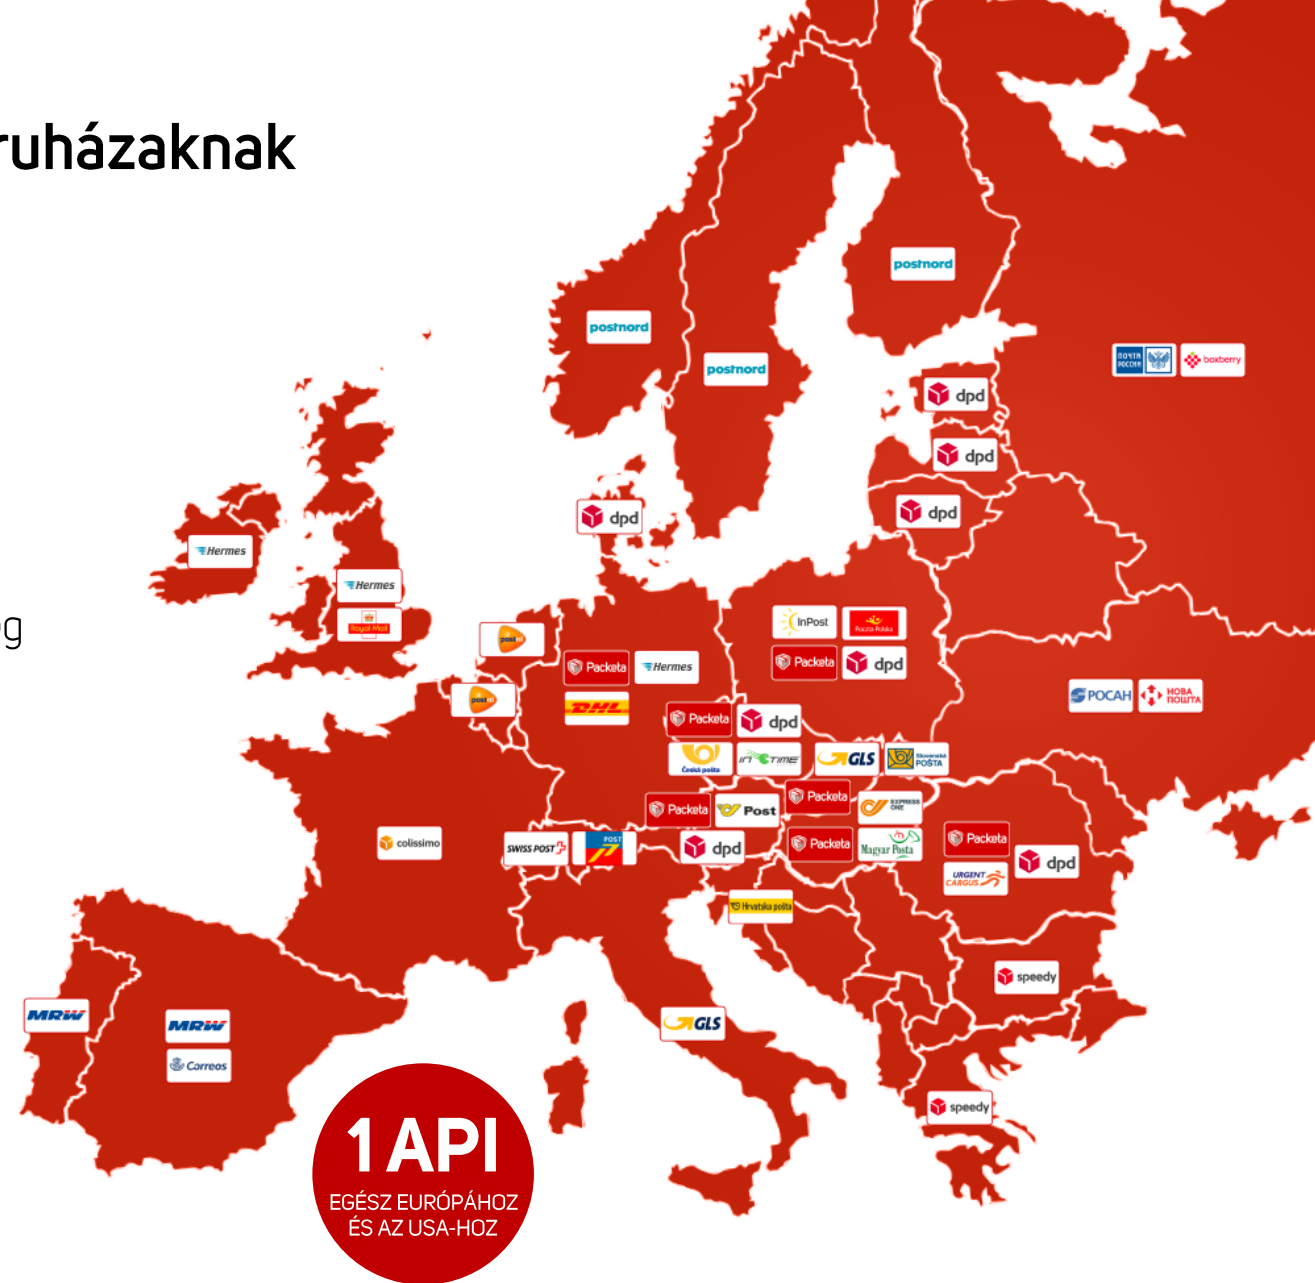 ruházaknak
postnord
postnord
postnord
ПОЧТА РОССИИ
boxberry
dpd
dpd
dpd
dpd
Hermes
Hermes
Royal Mail
g
postnl
InPost
Poczta Polska
Packeta
Hermes
Packeta
dpd
postnl
DHL
РОСАН
НОВА ПОШТА
Packeta
dpd
Česká pošta
IN TIME
GLS
Slovenská POŠTA
Packeta
Post
Packeta
EXPRESS ONE
colissimo
SWISS POST
POST
dpd
Packeta
Magyar Posta
Packeta
dpd
URGENT CARGUS
Hrvatska pošta
speedy
MRW
MRW
GLS
Correos
speedy
1 API
EGÉSZ EURÓPÁHOZ
ÉS AZ USA-HOZ